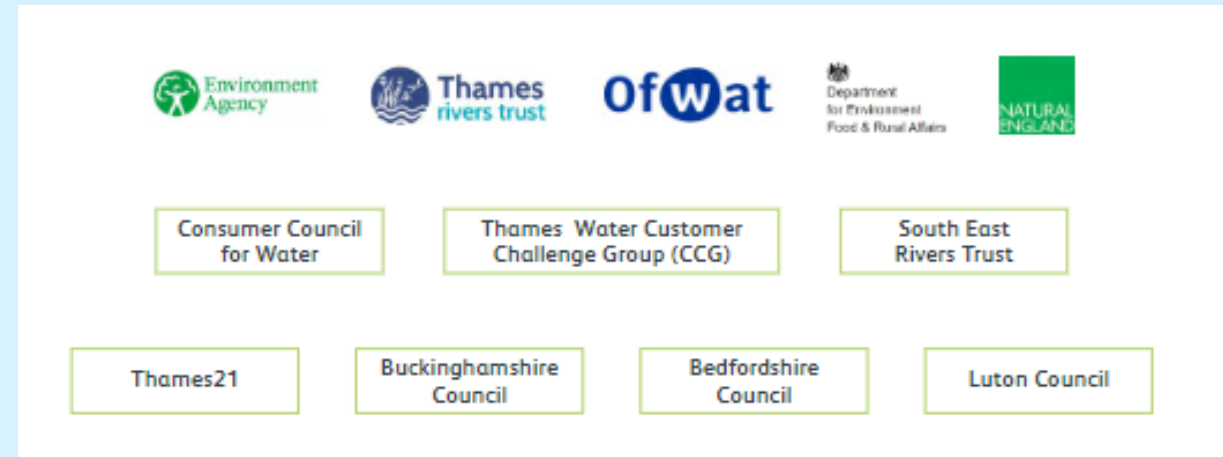 Environment
Agency
Thames
rivers trust
Ofwat
Department
for Environment
Food & Rural Affairs
NATURAL
ENGLAND
Consumer Council
for Water
Thames Water Customer
Challenge Group (CCG)
South East
Rivers Trust
Thames21
Buckinghamshire
Council
Bedfordshire
Council
Luton Council